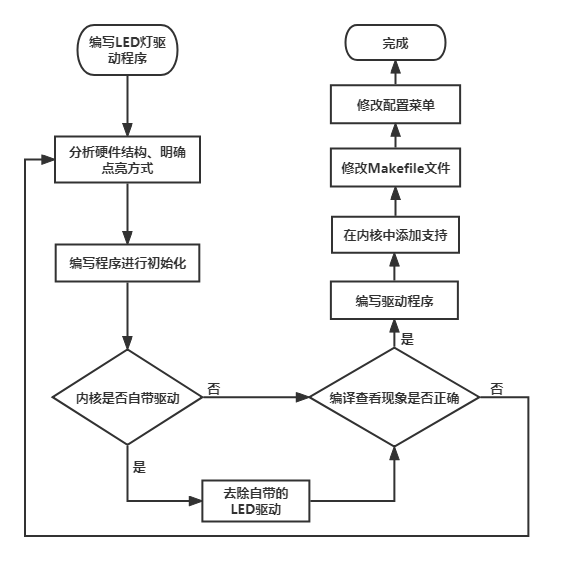 编写LED灯驱
动程序
分析硬件结构、明确
点亮方式
编写程序进行初始化
内核是否自带驱动
否
是
去除自带的
LED驱动
编译查看现象是否正确
否
是
编写驱动程序
在内核中添加支持
修改Makefile文件
修改配置菜单
完成